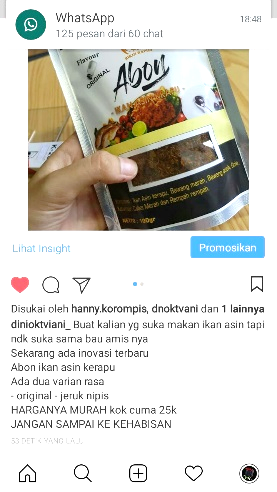 WhatsApp
18:48
125 pesan dari 60 chat
Flavour
ORIGINAL
Abon
Lihat Insight
Promosikan
Disukai oleh hanny.korompis, dnoktvani dan 1 lainnya
dinioktviani_ Buat kalian yg suka makan ikan asin tapi
ndk suka sama bau amis nya
Sekarang ada inovasi terbaru
Abon ikan asin kerapu
Ada dua varian rasa
- original - jeruk nipis
HARGANYA MURAH kok cuma 25k
JANGAN SAMPAI KE KEHABISAN
53 DETIK YANG LALU